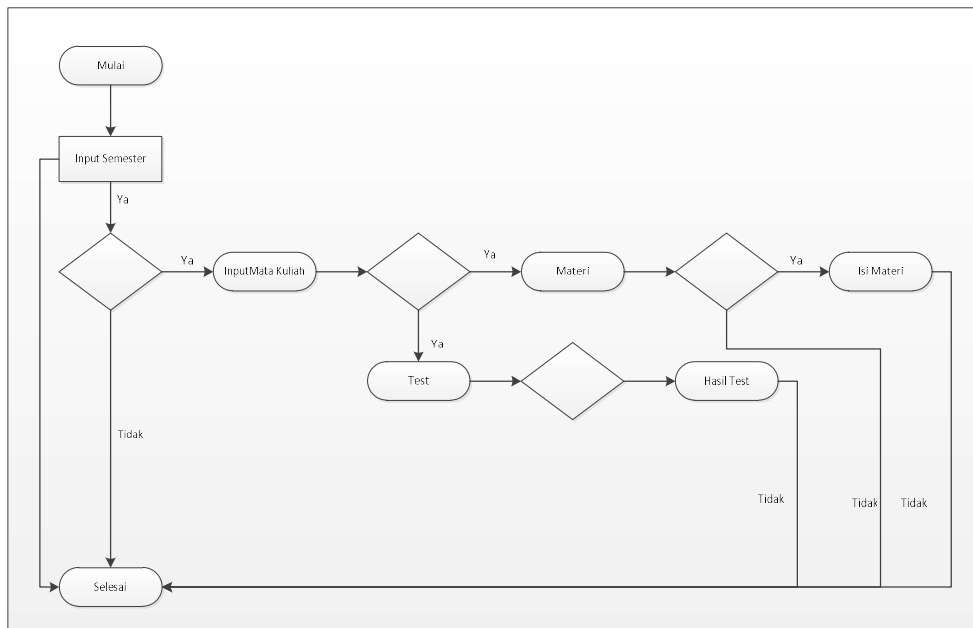 Mulai
Input Semester
Ya
Ya
InputMata Kuliah
Ya
Materi
Ya
Isi Materi
Ya
Test
Hasil Test
Tidak
Tidak
Tidak
Tidak
Selesai